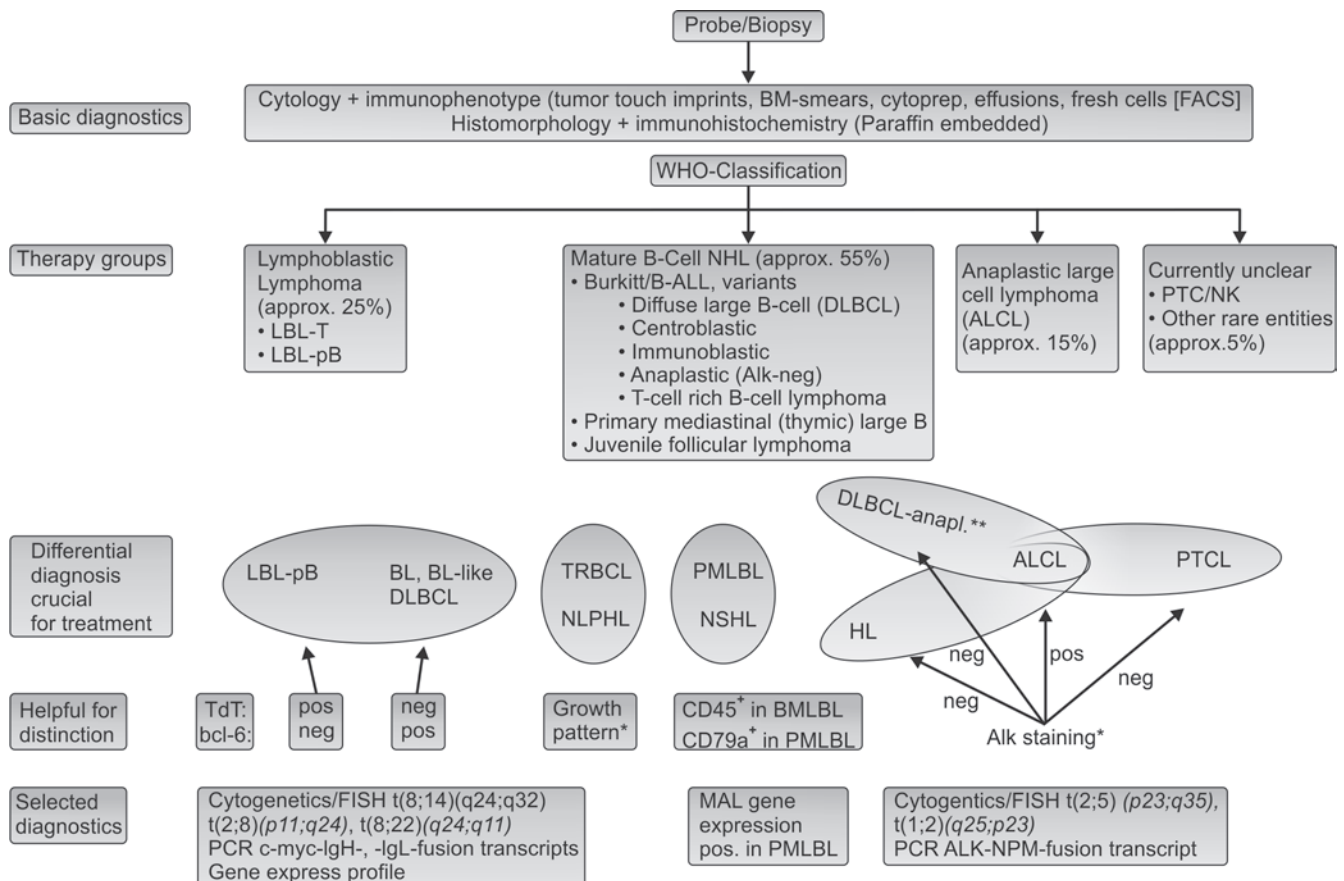 Probe/Biopsy
Basic diagnostics
Cytology + immunophenotype (tumor touch imprints, BM-smears, cytoprep, effusions, fresh cells [FACS]
Histomorphology + immunohistochemistry (Paraffin embedded)
WHO-Classification
Therapy groups
Lymphoblastic
Lymphoma
(approx. 25%)
• LBL-T
• LBL-pB
Mature B-Cell NHL (approx. 55%)
• Burkitt/B-ALL, variants
• Diffuse large B-cell (DLBCL)
• Centroblastic
• Immunoblastic
• Anaplastic (Alk-neg)
• T-cell rich B-cell lymphoma
• Primary mediastinal (thymic) large B
• Juvenile follicular lymphoma
Anaplastic large
cell lymphoma
(ALCL)
(approx. 15%)
Currently unclear
• PTC/NK
• Other rare entities
(approx.5%)
Differential
diagnosis
crucial
for treatment
LBL-pB
BL, BL-like
DLBCL
TRBCL
NLPHL
PMLBL
NSHL
DLBCL-anapl.**
ALCL
PTCL
HL
neg
pos
neg
neg
Alk staining*
Helpful for
distinction
TdT:
bcl-6:
pos
neg
neg
pos
Growth
pattern*
CD45+ in BMLBL
CD79a+ in PMLBL
Selected
diagnostics
Cytogenetics/FISH t(8;14)(q24;q32)
t(2;8)(p11;q24), t(8;22)(q24;q11)
PCR c-myc-IgH-, -IgL-fusion transcripts
Gene express profile
MAL gene
expression
pos. in PMLBL
Cytogentics/FISH t(2;5) (p23;q35),
t(1;2)(q25;p23)
PCR ALK-NPM-fusion transcript